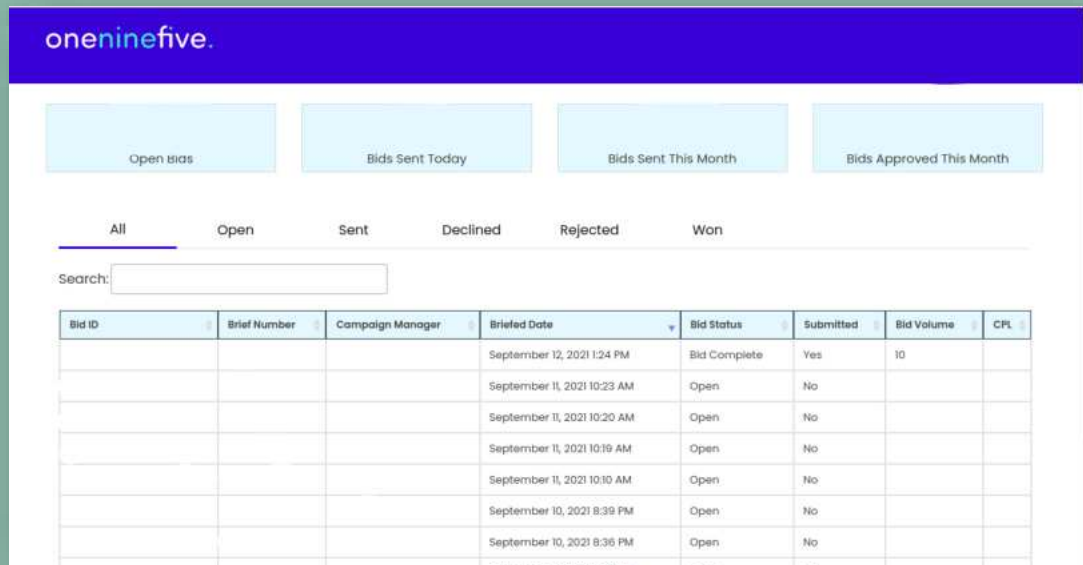 oneninefive.
Open Bids Bids Sent Today Bids Sent This Month Bids Approved This Month
All Open Sent Declined Rejected Won
Search:
Bid ID Brief Number Campaign Manager Briefed Date Bid Status Submitted Bid Volume CPL
September 12, 2021 1:24 PM Bid Complete Yes 10
September 11, 2021 10:23 AM Open No
September 11, 2021 10:20 AM Open No
September 11, 2021 10:19 AM Open No
September 11, 2021 10:10 AM Open No
September 10, 2021 8:39 PM Open No
September 10, 2021 8:36 PM Open No